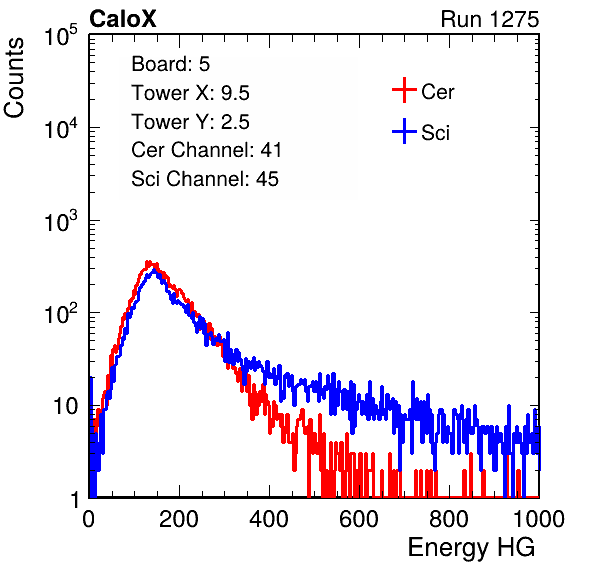 CaloX Run 1275
Board: 5
Tower X: 9.5
Tower Y: 2.5
Cer Channel: 41
Sci Channel: 45
Cer
Sci
Counts
10^5
10^4
10^3
10^2
10
1
0 200 400 600 800 1000
Energy HG